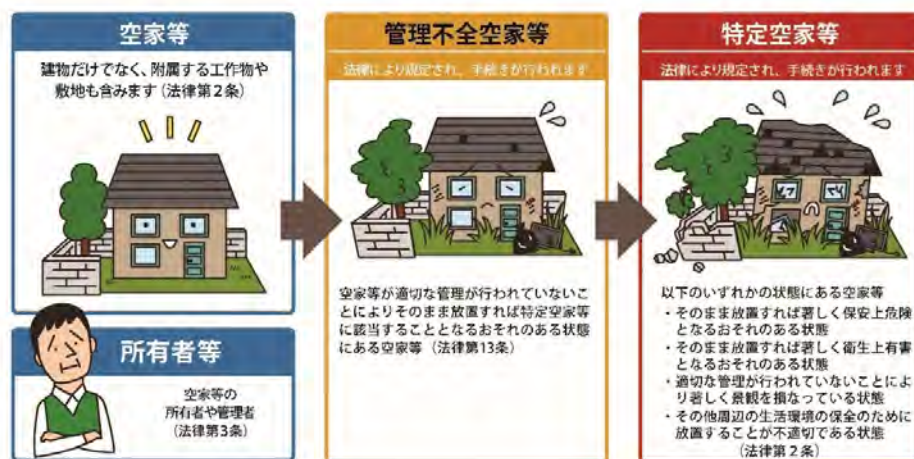 空家等
建物だけでなく、附属する工作物や
敷地も含みます（法律第２条）
所有者等
空家等の
所有者や管理者
（法律第3条）
管理不全空家等
法律により規定され、手続きが行われます
空家等が適切な管理が行われていないこ
とによりそのまま放置すれば特定空家等
に該当することとなるおそれのある状態
にある空家等（法律第13条）
特定空家等
法律により規定され、手続きが行われます
以下のいずれかの状態にある空家等
・そのまま放置すれば著しく保安上危険
となるおそれのある状態
・そのまま放置すれば著しく衛生上有害
となるおそれのある状態
・適切な管理が行われていないことによ
り著しく景観を損なっている状態
・その他周辺の生活環境の保全のために
放置することが不適切である状態
（法律第２条）